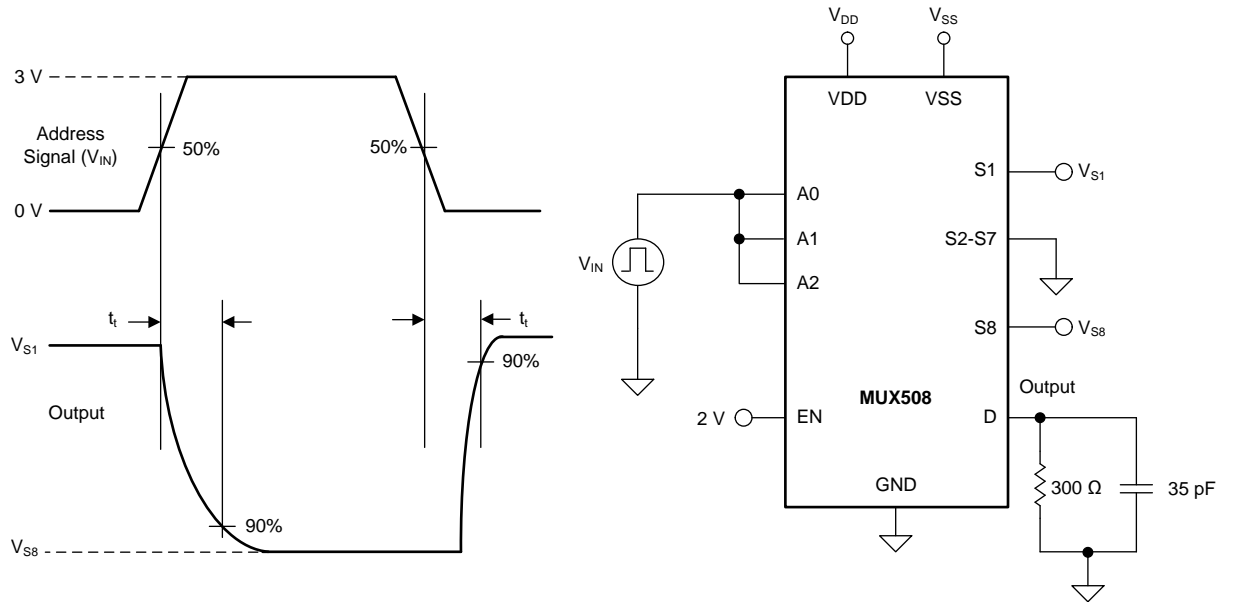 3 V
Address
Signal (VIN)
50%
50%
0 V
tt
tt
VS1
90%
Output
90%
VS8
VDD
VSS
VDD
VSS
S1
VS1
A0
A1
S2-S7
VIN
A2
S8
VS8
Output
MUX508
2 V
EN
D
GND
300 Ω
35 pF